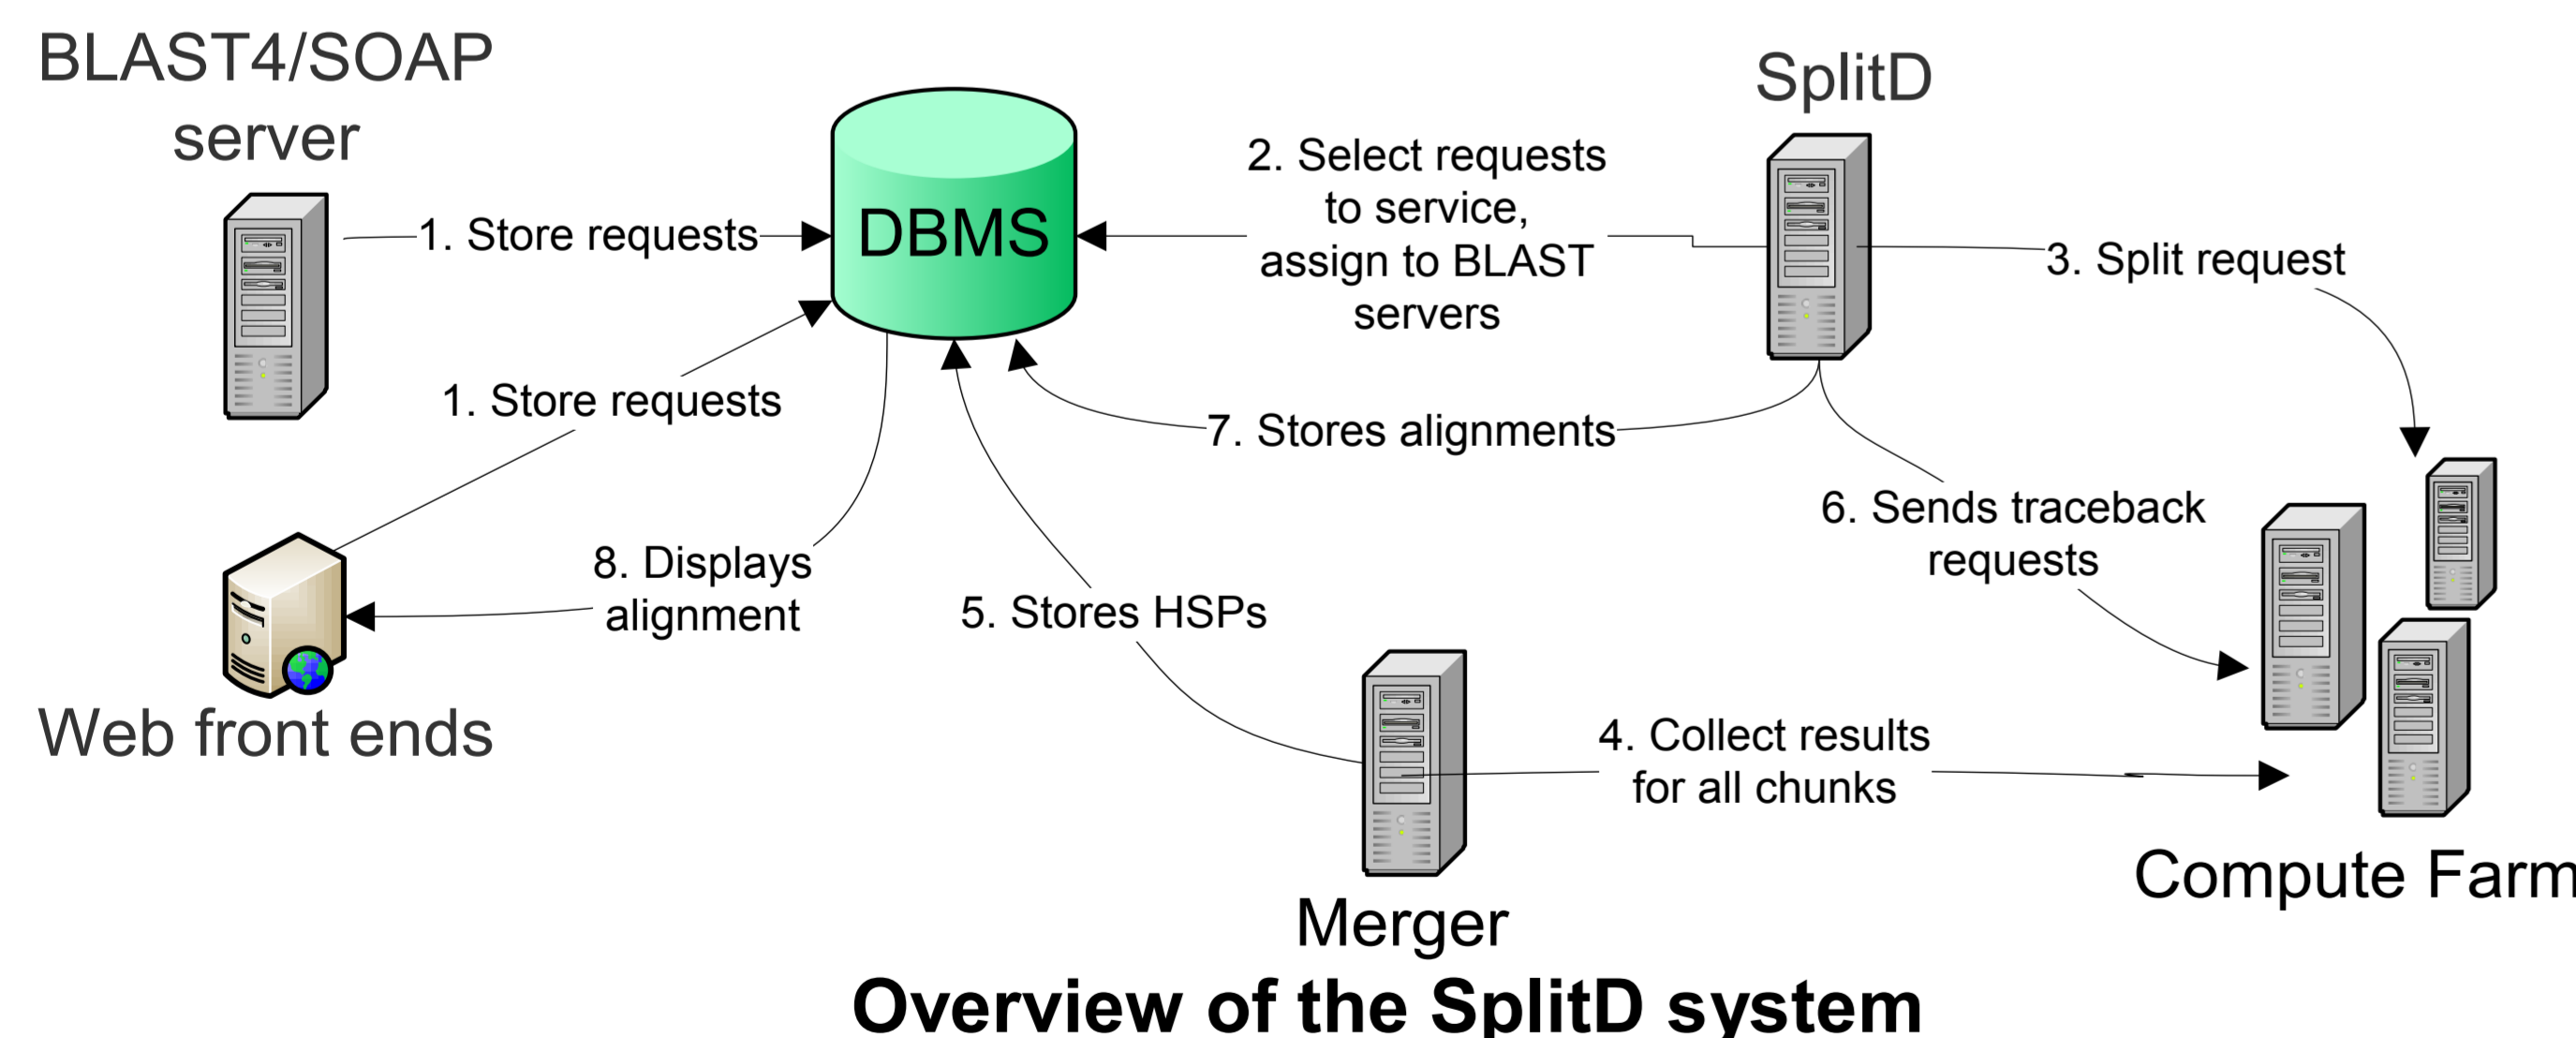 BLAST4/SOAP
server
SplitD
DBMS
1. Store requests
2. Select requests
to service,
assign to BLAST
servers
3. Split request
1. Store requests
7. Stores alignments
6. Sends traceback
requests
8. Displays
alignment
5. Stores HSPs
Web front ends
4. Collect results
for all chunks
Compute Farm
Merger
Overview of the SplitD system